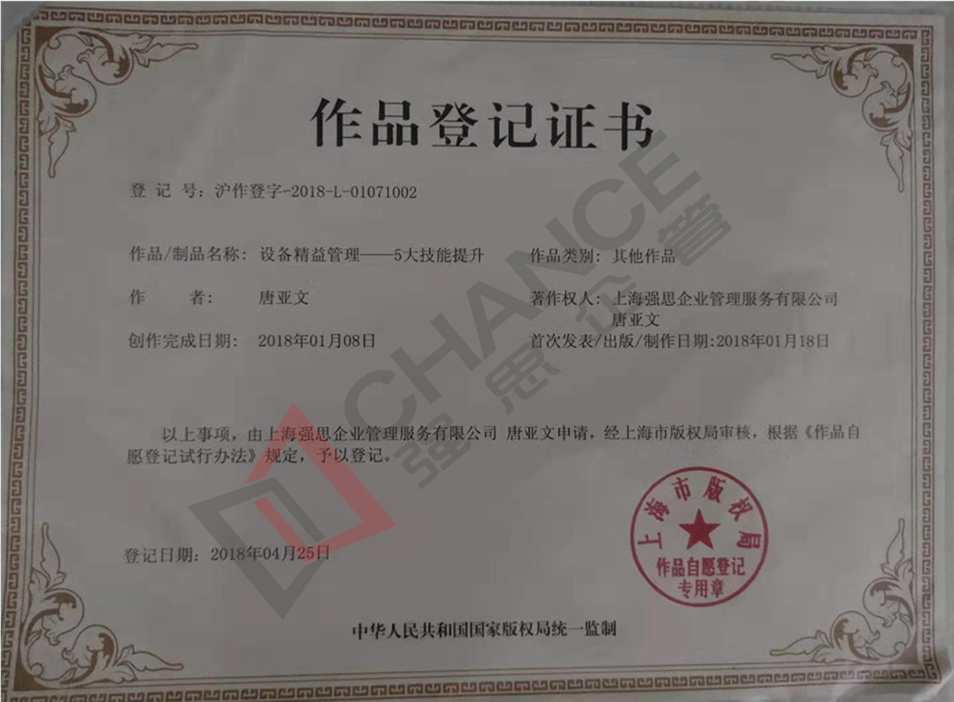 作品登记证书
登 记 号: 沪作登字-2018-L-01071002
作品/制品名称: 设备精益管理——5大技能提升 作品类别: 其他作品
作 者: 唐亚文 著作权人: 上海强思企业管理服务有限公司
唐亚文
创作完成日期: 2018年01月08日 首次发表/出版/制作日期:2018年01月18日
以上事项,由上海强思企业管理服务有限公司 唐亚文申请,经上海市版权局审核,根据《作品自
愿登记试行办法》规定,予以登记。
登记日期: 2018年04月25日
上海市版权局
作品自愿登记
专用章
中华人民共和国国家版权局统一监制
CHANCE
强思企管